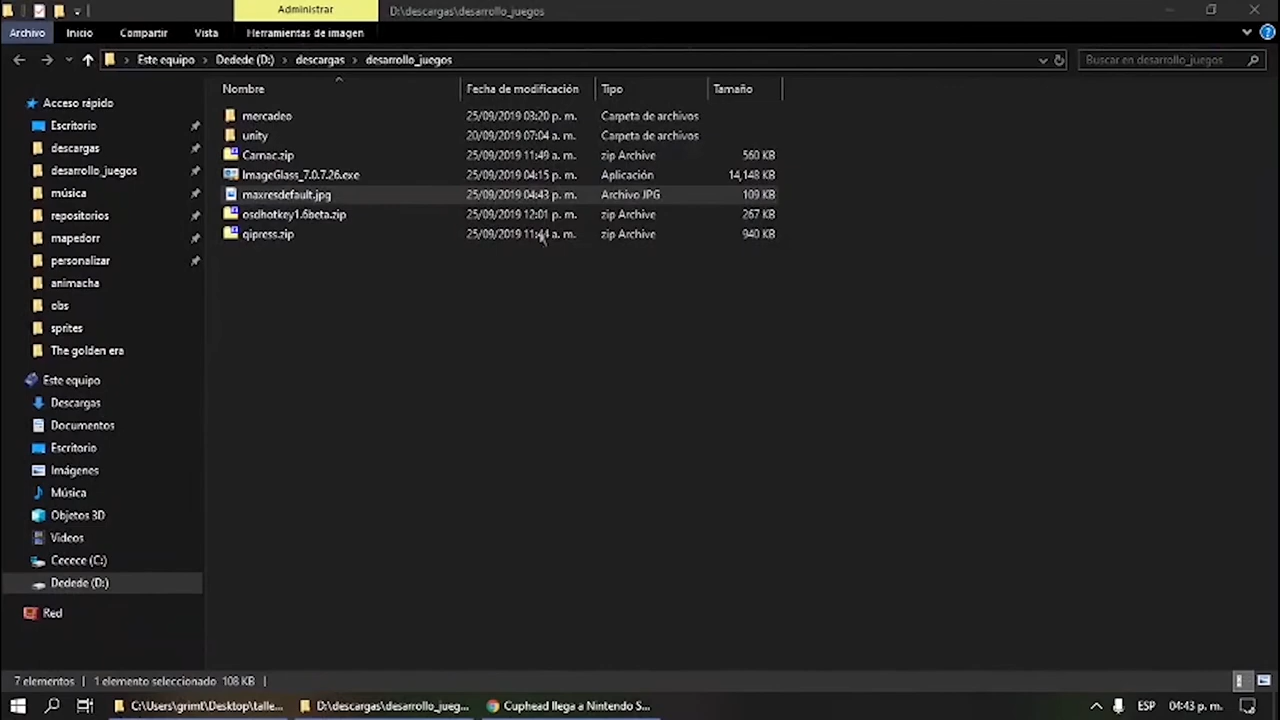 Administrar
D:\descargas\desarrollo_juegos
Archivo Inicio Compartir Vista Herramientas de imagen
Este equipo Dedede (D:) descargas desarrollo_juegos
Buscar en desarrollo_juegos
Nombre Fecha de modificación Tipo Tamaño
mercadeo 25/09/2019 03:20 p. m. Carpeta de archivos
unity 20/09/2019 07:04 a. m. Carpeta de archivos
Carnac.zip 25/09/2019 11:49 a. m. zip Archive 560 KB
ImageGlass_7.0.7.26.exe 25/09/2019 04:15 p. m. Aplicación 14,148 KB
maxresdefault.jpg 25/09/2019 04:43 p. m. Archivo JPG 109 KB
osdhotkey1.6beta.zip 25/09/2019 12:01 p. m. zip Archive 267 KB
qipress.zip 25/09/2019 11:44 a. m. zip Archive 940 KB
Acceso rápido
Escritorio
descargas
desarrollo_juegos
música
repositorios
mapedorr
personalizar
animacha
obs
sprites
The golden era
Este equipo
Descargas
Documentos
Escritorio
Imágenes
Música
Objetos 3D
Videos
Cecece (C:)
Dedede (D:)
Red
7 elementos 1 elemento seleccionado 108 KB
C:\Users\grimt\Desktop\talle... D:\descargas\desarrollo_jueg... Cuphead llega a Nintendo S... ESP 04:43 p. m.